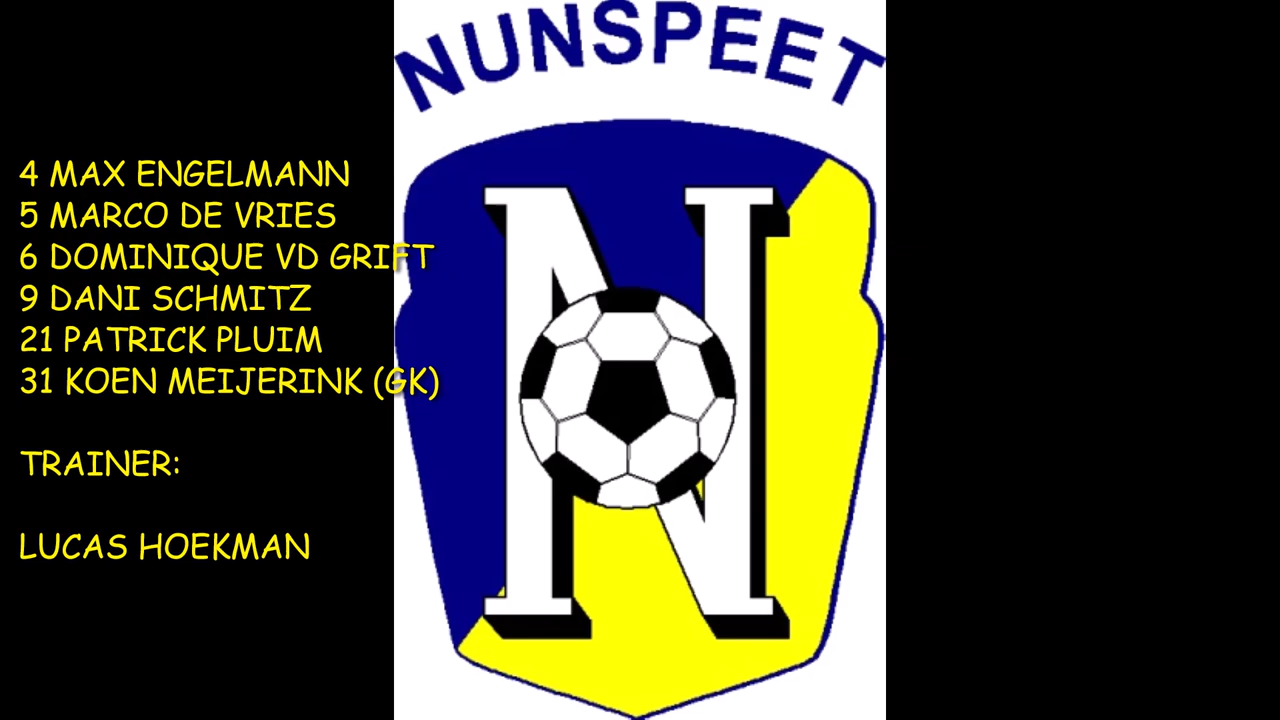 NUNSPEET
4 MAX ENGELMANN
5 MARCO DE VRIES
6 DOMINIQUE VD GRIFT
9 DANI SCHMITZ
21 PATRICK PLUIM
31 KOEN MEIJERINK (GK)
TRAINER:
LUCAS HOEKMAN
N